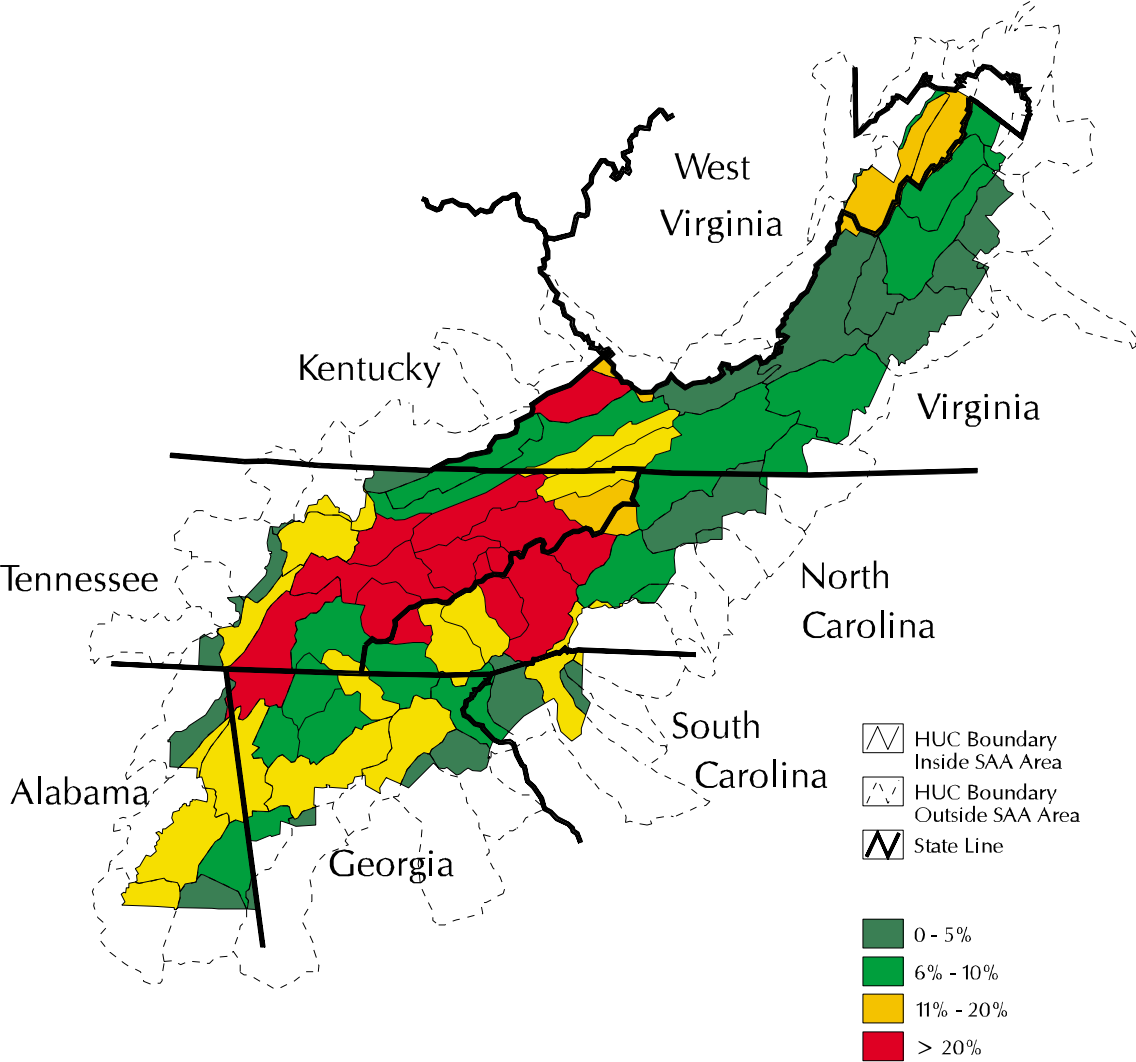 West
Virginia
Kentucky
Virginia
Tennessee
North
Carolina
South
Carolina
Alabama
Georgia
HUC Boundary
Inside SAA Area
HUC Boundary
Outside SAA Area
State Line
0 - 5%
6% - 10%
11% - 20%
> 20%